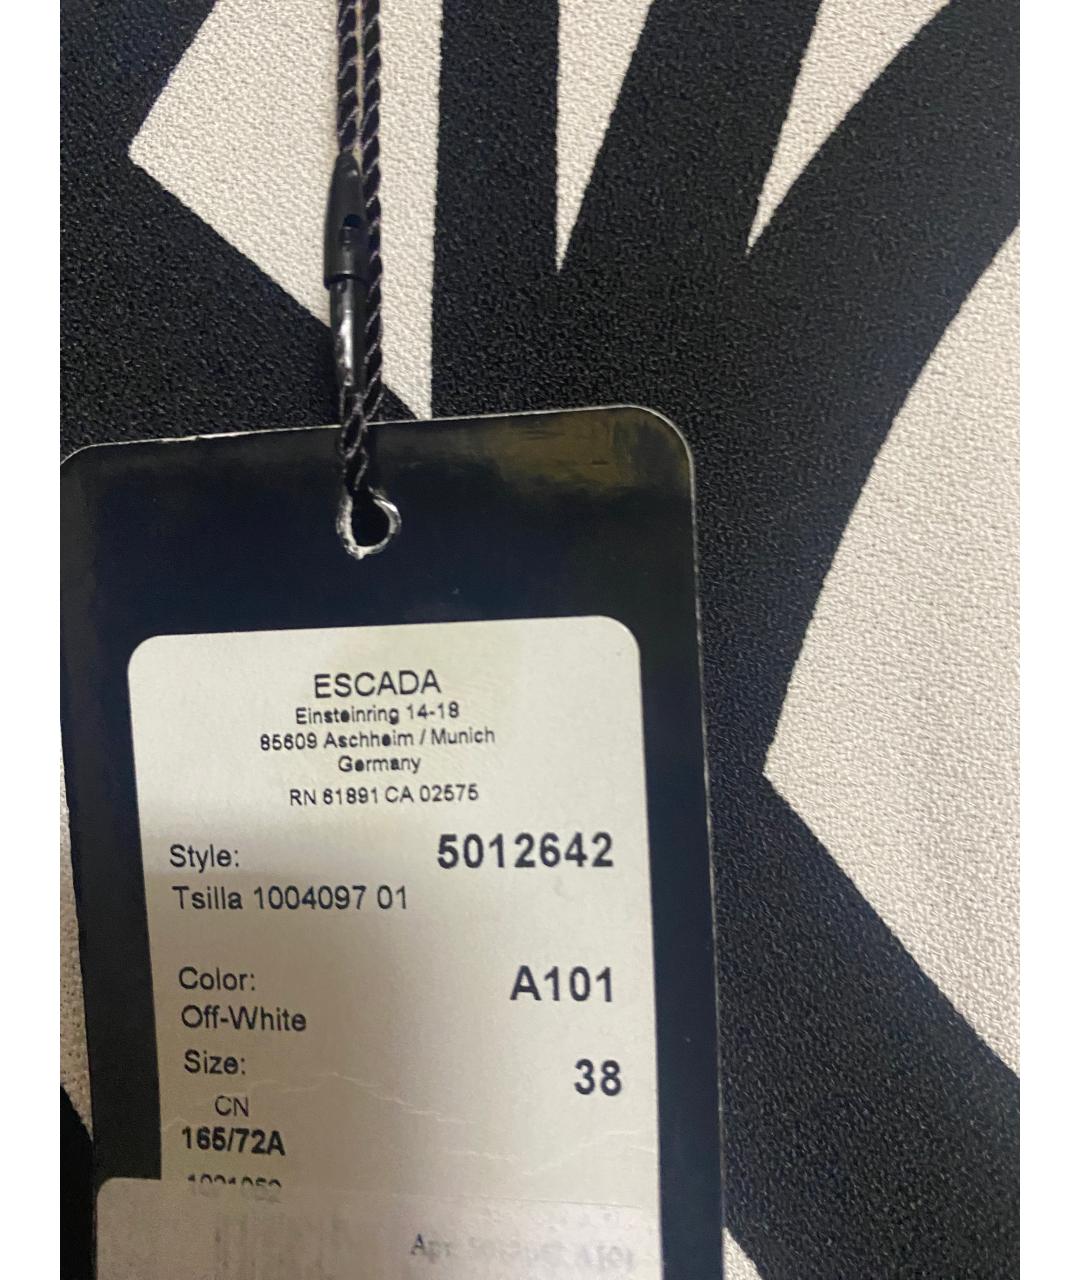 ESCADA
Einsteinring 14-18
85609 Aschheim / Munich
Germany
RN 61891 CA 02575
Style: 5012642
Tsilla 1004097 01
Color: A101
Off-White
Size: 38
CN
165/72A
Арт